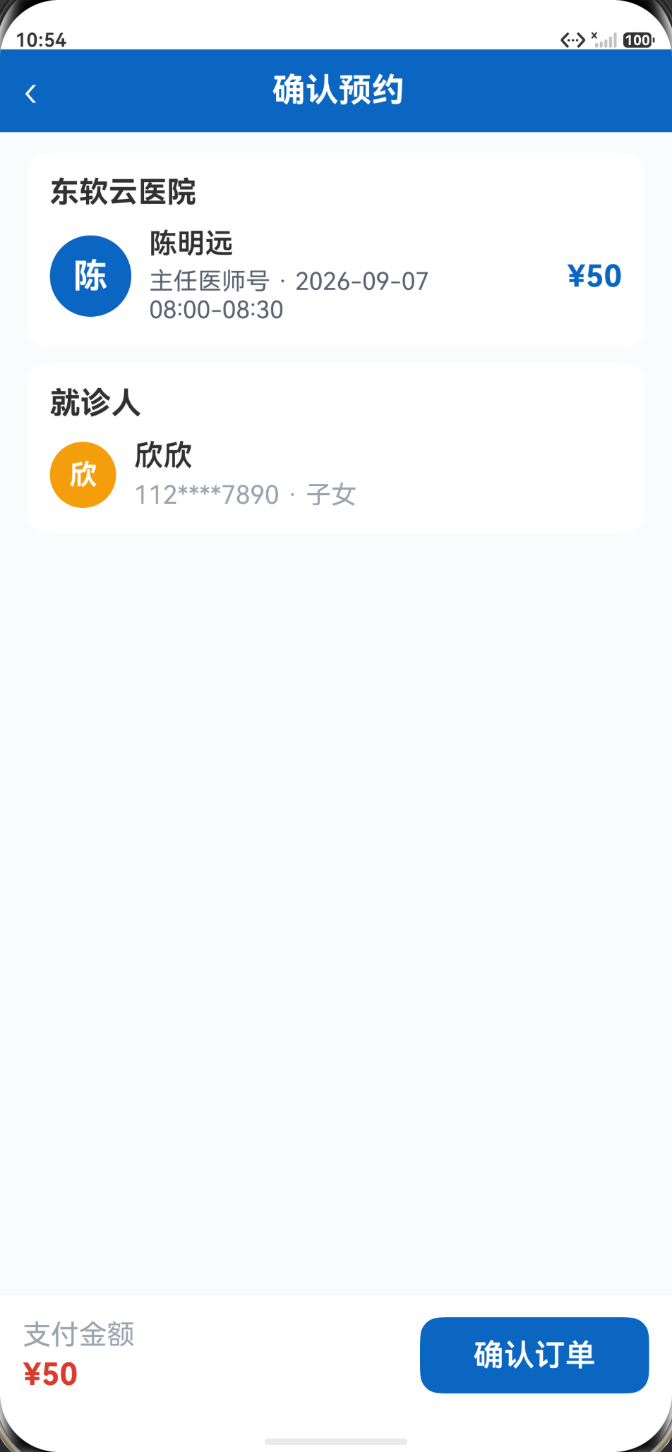 10:54
100
确认预约
东软云医院
陈
陈明远
主任医师号 · 2026-09-07
08:00-08:30
¥50
就诊人
欣
欣欣
112****7890 · 子女
支付金额
¥50
确认订单